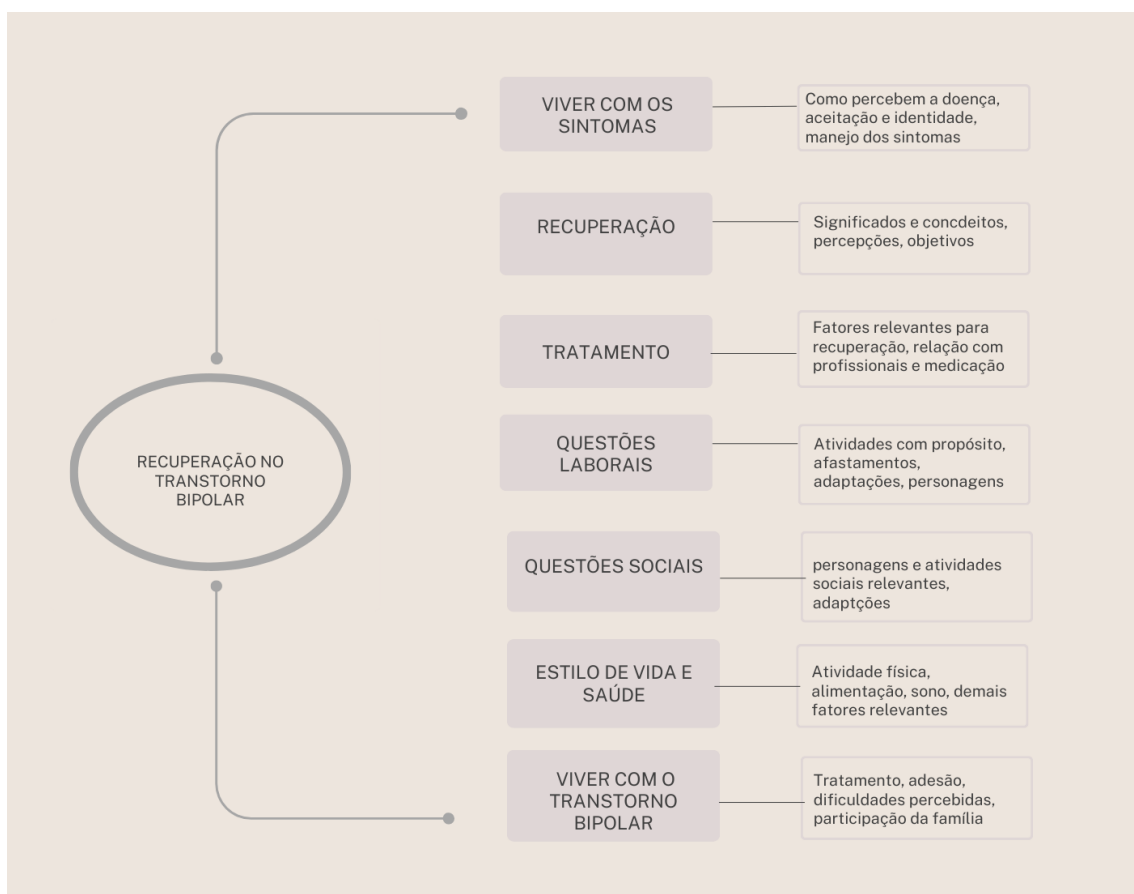 VIVER COM OS
SINTOMAS
Como percebem a doença,
aceitação e identidade,
manejo dos sintomas
RECUPERAÇÃO
Significados e concdeitos,
percepções, objetivos
TRATAMENTO
Fatores relevantes para
recuperação, relação com
profissionais e medicação
RECUPERAÇÃO NO
TRANSTORNO
BIPOLAR
QUESTÕES
LABORAIS
Atividades com propósito,
afastamentos,
adaptações, personagens
QUESTÕES SOCIAIS
personagens e atividades
sociais relevantes,
adaptções
ESTILO DE VIDA E
SAÚDE
Atividade física,
alimentação, sono, demais
fatores relevantes
VIVER COM O
TRANSTORNO
BIPOLAR
Tratamento, adesão,
dificuldades percebidas,
participação da família